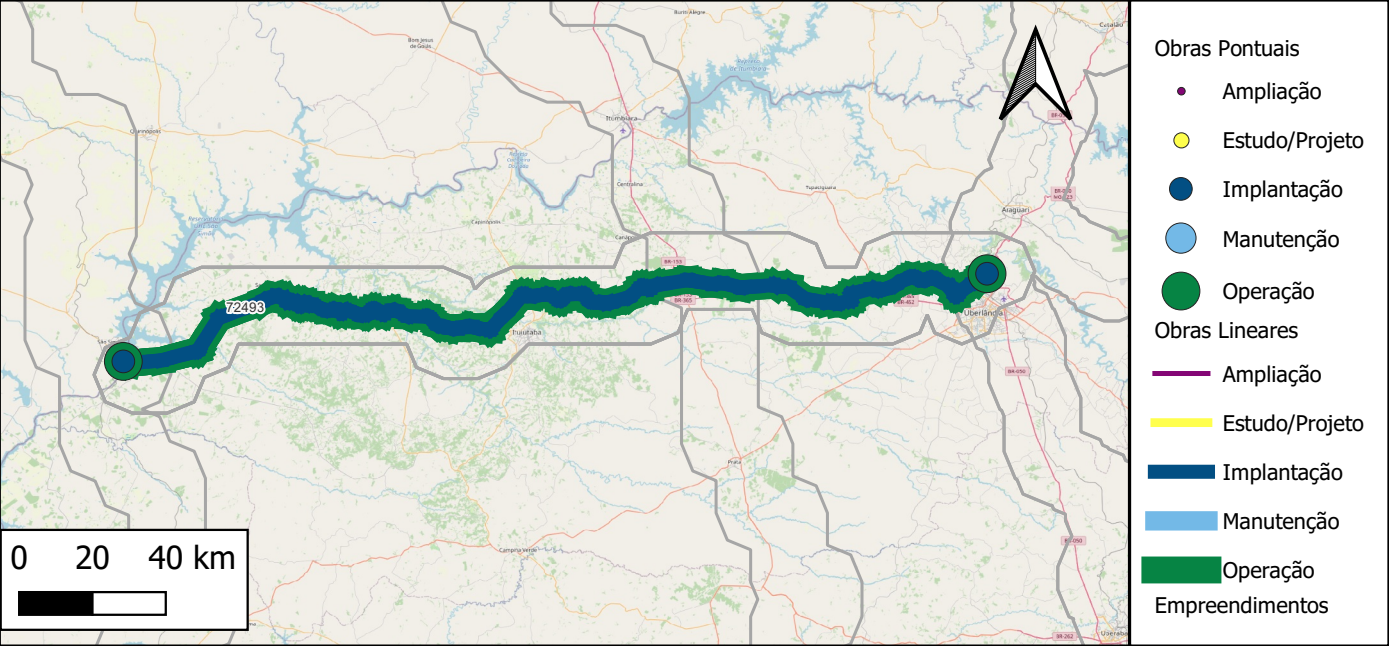 Buriti Alegre
Bom Jesus
de Goiás
Itumbiara
Quirinópolis
Centralina
Tupaciguara
Araguari
Capinópolis
BR-153
BR-365
BR-452
72493
Ituiutaba
Uberlândia
BR-050
Prata
Campina Verde
BR-050
BR-262
Uberaba
0 20 40 km
Obras Pontuais
Ampliação
Estudo/Projeto
Implantação
Manutenção
Operação
Obras Lineares
Ampliação
Estudo/Projeto
Implantação
Manutenção
Operação
Empreendimentos